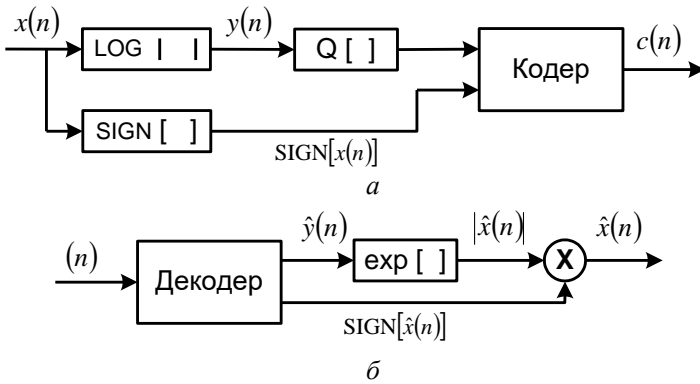 x(n) y(n) c(n)
LOG | | Q [ ] Кодер
SIGN [ ]
SIGN[x(n)]
а
ŷ(n) |x̂(n)| x̂(n)
(n) Декодер exp [ ] X
SIGN[x̂(n)]
б